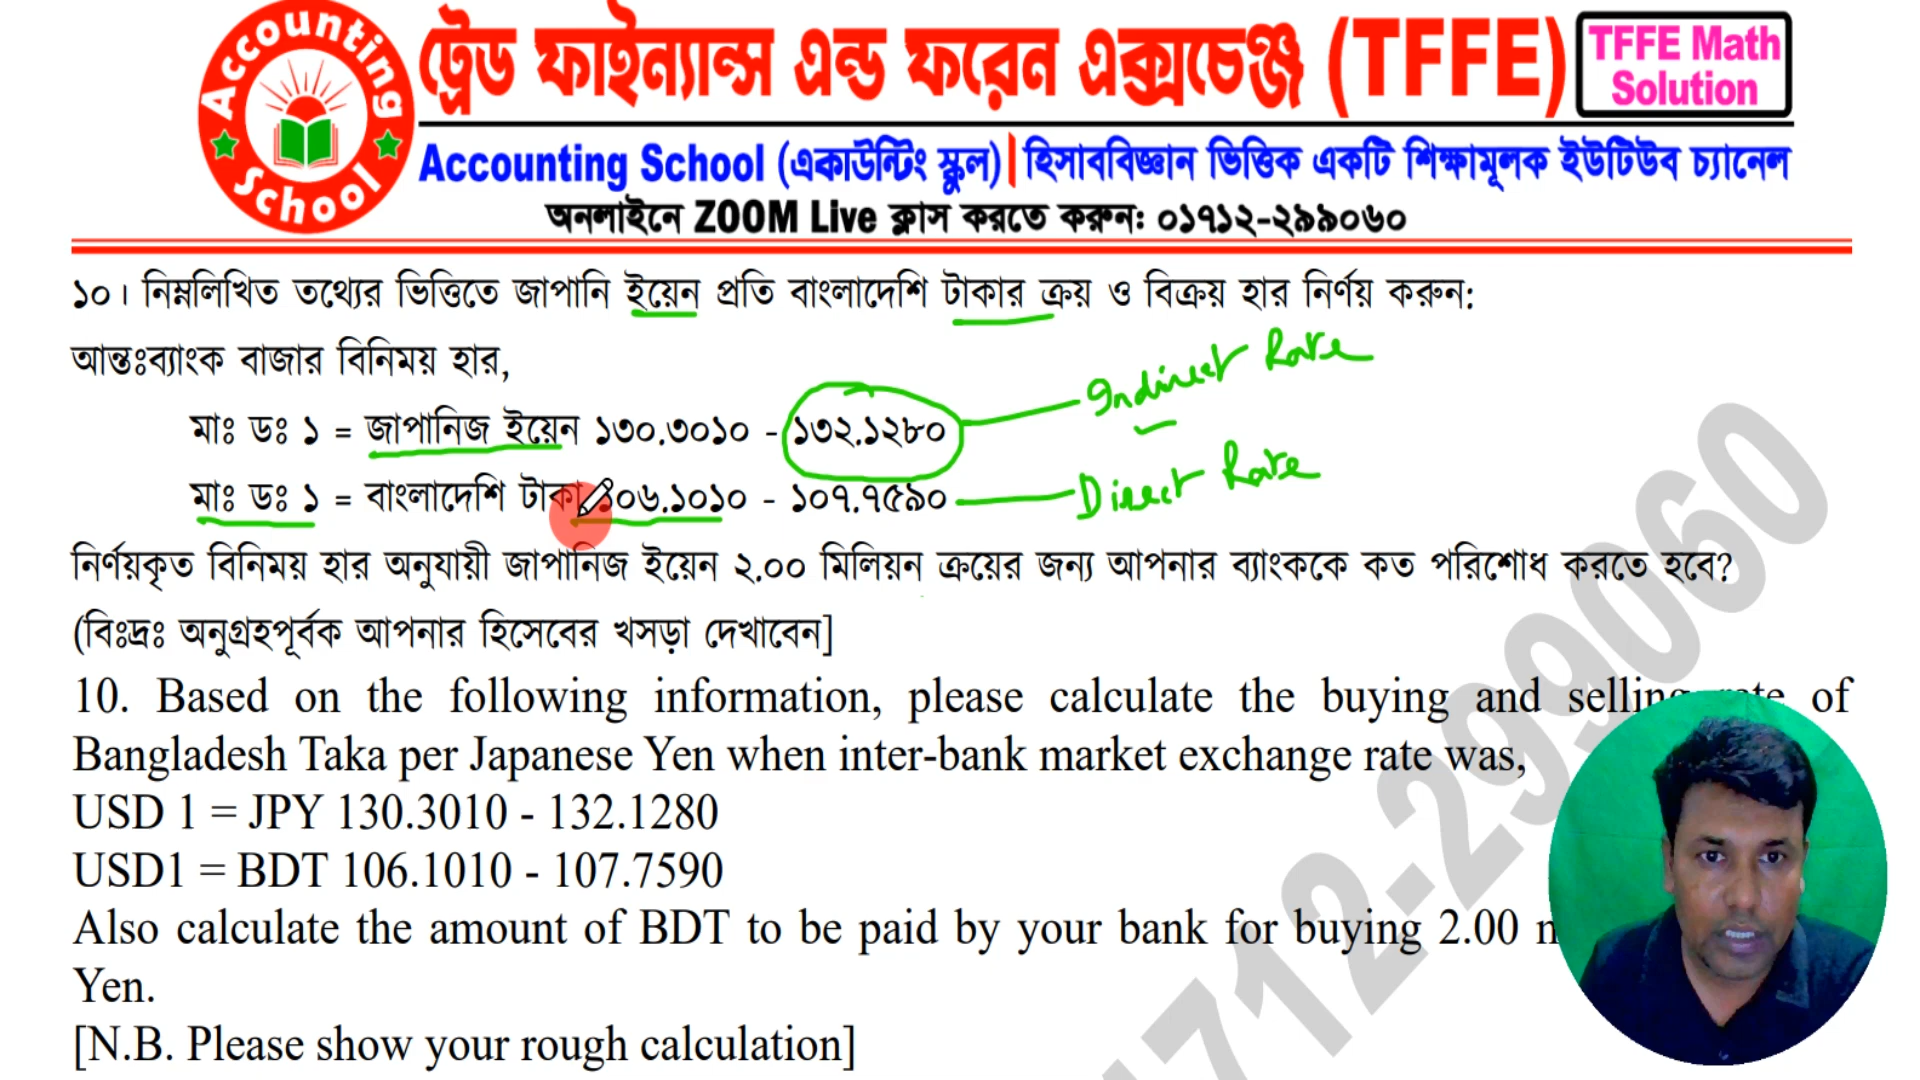 Accounting School
ট্রেড ফাইন্যান্স এন্ড ফরেন এক্সচেঞ্জ (TFFE)
TFFE Math
Solution
Accounting School (একাউন্টিং স্কুল) | হিসাববিজ্ঞান ভিত্তিক একটি শিক্ষামূলক ইউটিউব চ্যানেল
অনলাইনে ZOOM Live ক্লাস করতে করুন: ০১৭১২-২৯৯০৬০
১০। নিম্নলিখিত তথ্যের ভিত্তিতে জাপানি ইয়েন প্রতি বাংলাদেশি টাকার ক্রয় ও বিক্রয় হার নির্ণয় করুন:
আন্তঃব্যাংক বাজার বিনিময় হার,
Indirect Rate
মাঃ ডঃ ১ = জাপানিজ ইয়েন ১৩০.৩০১০ - ১৩২.১২৮০
মাঃ ডঃ ১ = বাংলাদেশি টাকা ১০৬.১০১০ - ১০৭.৭৫৯০
Direct Rate
নির্ণয়কৃত বিনিময় হার অনুযায়ী জাপানিজ ইয়েন ২.০০ মিলিয়ন ক্রয়ের জন্য আপনার ব্যাংককে কত পরিশোধ করতে হবে?
(বিঃদ্রঃ অনুগ্রহপূর্বক আপনার হিসেবের খসড়া দেখাবেন]
10. Based on the following information, please calculate the buying and selling rate of
Bangladesh Taka per Japanese Yen when inter-bank market exchange rate was,
USD 1 = JPY 130.3010 - 132.1280
USD1 = BDT 106.1010 - 107.7590
Also calculate the amount of BDT to be paid by your bank for buying 2.00
Yen.
[N.B. Please show your rough calculation]
1712-299060